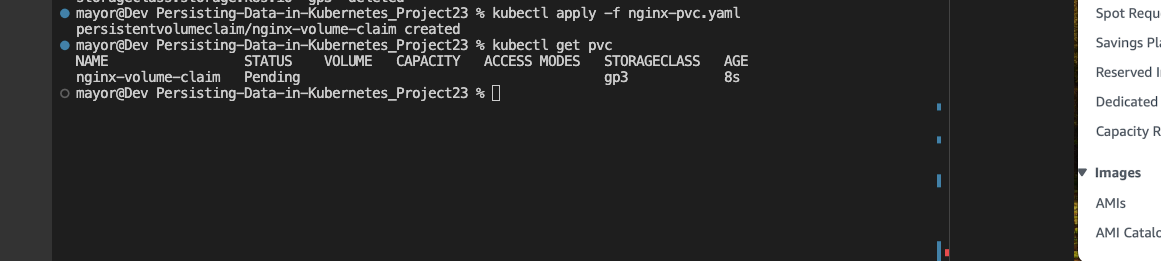 mayor@Dev Persisting-Data-in-Kubernetes_Project23 % kubectl apply -f nginx-pvc.yaml
persistentvolumeclaim/nginx-volume-claim created
mayor@Dev Persisting-Data-in-Kubernetes_Project23 % kubectl get pvc
NAME STATUS VOLUME CAPACITY ACCESS MODES STORAGECLASS AGE
nginx-volume-claim Pending gp3 8s
mayor@Dev Persisting-Data-in-Kubernetes_Project23 %
Spot Requ
Savings Pl
Reserved I
Dedicated
Capacity R
Images
AMIs
AMI Catalo